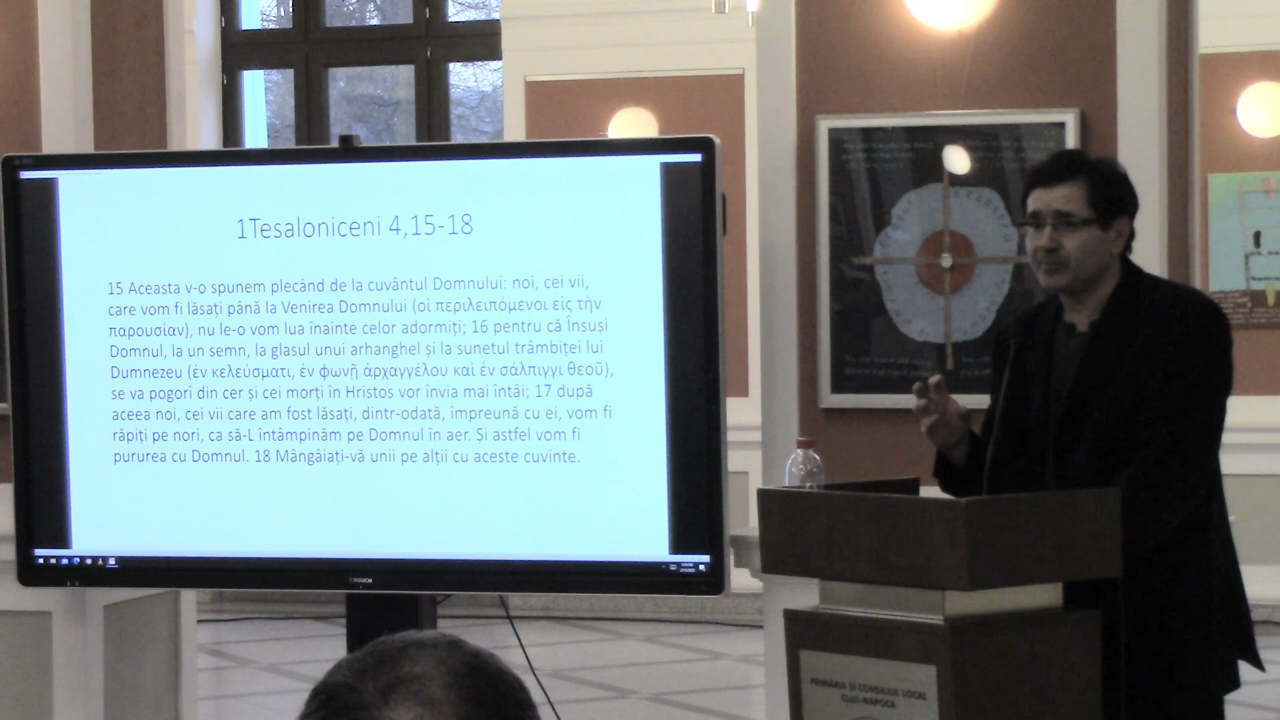 1Tesaloniceni 4,15-18
15 Aceasta v-o spunem plecând de la cuvântul Domnului: noi, cei vii,
care vom fi lăsați până la Venirea Domnului (οἱ περιλειπόμενοι εἰς τὴν
παρουσίαν), nu le-o vom lua înainte celor adormiți; 16 pentru că Însuși
Domnul, la un semn, la glasul unui arhanghel și la sunetul trâmbiței lui
Dumnezeu (ἐν κελεύσματι, ἐν φωνῇ ἀρχαγγέλου καὶ ἐν σάλπιγγι θεοῦ),
se va pogorî din cer și cei morți în Hristos vor învia mai întâi; 17 după
aceea noi, cei vii care am fost lăsați, dintr-odată, împreună cu ei, vom fi
răpiți pe nori, ca să-L întâmpinăm pe Domnul în aer. Și astfel vom fi
pururea cu Domnul. 18 Mângâiați-vă unii pe alții cu aceste cuvinte.
PRIMĂRIA ȘI CONSILIUL LOCAL
CLUJ-NAPOCA